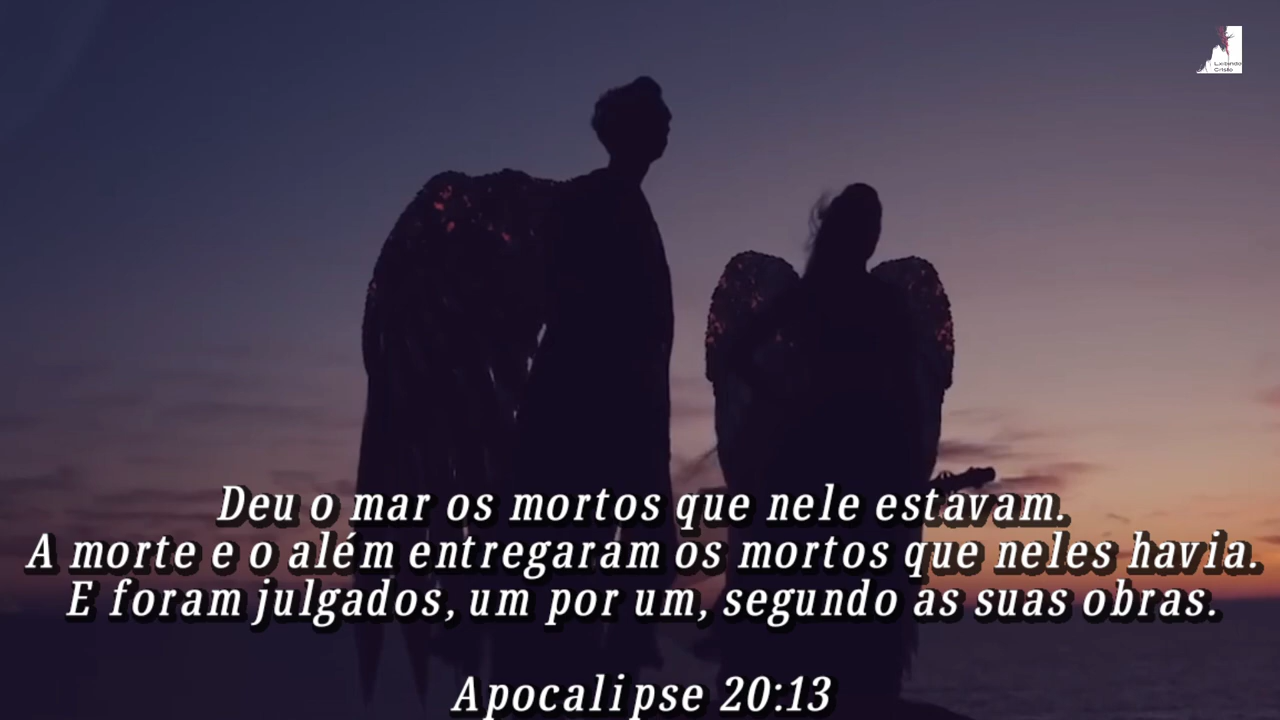 Deu o mar os mortos que nele estavam.
A morte e o além entregaram os mortos que neles havia.
E foram julgados, um por um, segundo as suas obras.
Apocalipse 20:13